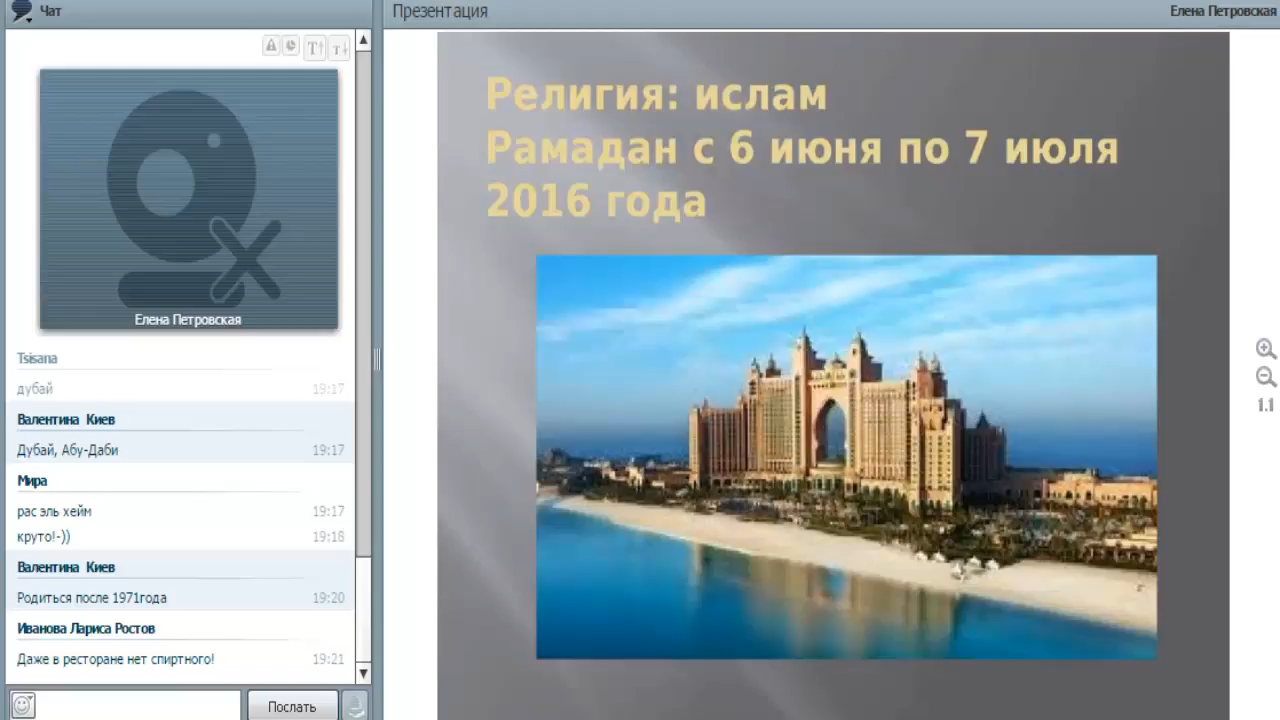 Чат
Елена Петровская
Tsisana
дубай 19:17
Валентина Киев
Дубай, Абу-Даби 19:17
Мира
рас эль хейм 19:17
круто!-)) 19:18
Валентина Киев
Родиться после 1971года 19:20
Иванова Лариса Ростов
Даже в ресторане нет спиртного! 19:21
Послать
Презентация
Елена Петровская
Религия: ислам
Рамадан с 6 июня по 7 июля
2016 года
1.1